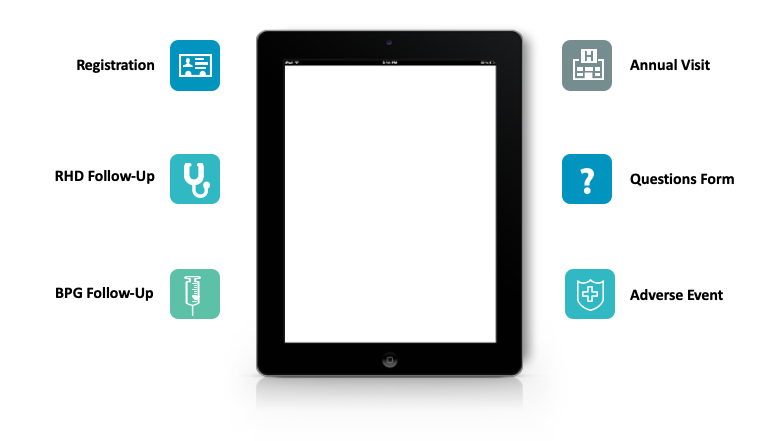 Registration
Annual Visit
RHD Follow-Up
Questions Form
BPG Follow-Up
Adverse Event